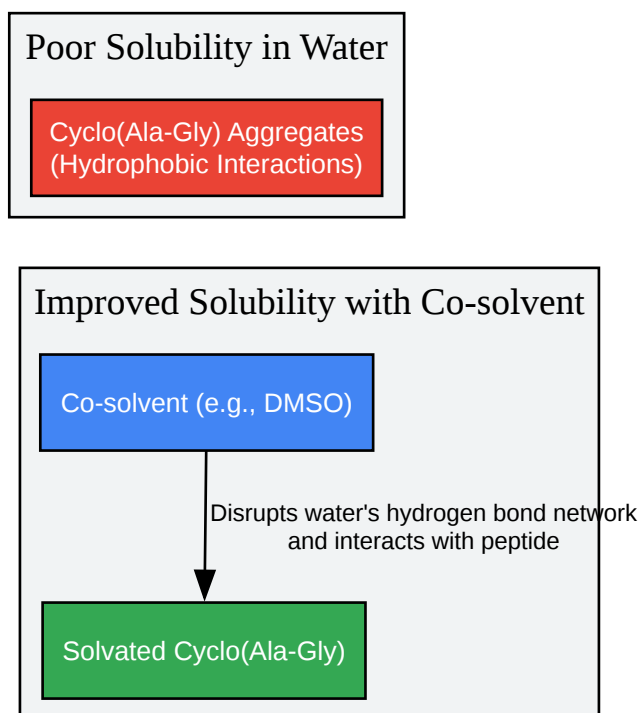 Poor Solubility in Water
Cyclo(Ala-Gly) Aggregates
(Hydrophobic Interactions)
Improved Solubility with Co-solvent
Co-solvent (e.g., DMSO)
Disrupts water's hydrogen bond network
and interacts with peptide
Solvated Cyclo(Ala-Gly)